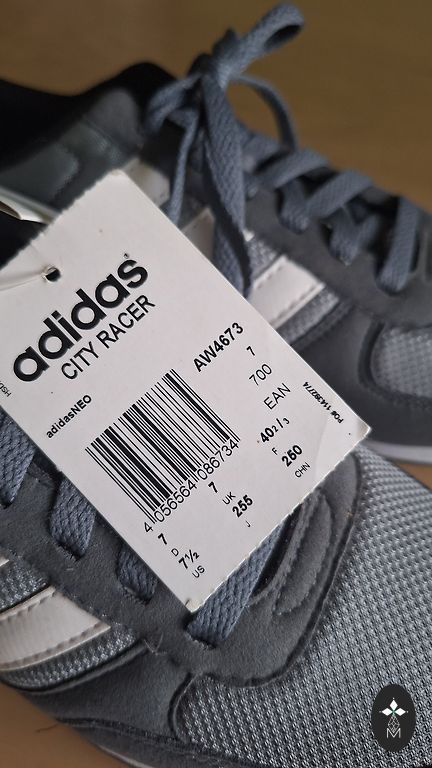 adidas®
CITY RACER
adidasNEO
AW4673
7
700
EAN
4 056564 086734
7
D
7½
US
7
UK
255
J
40 2/3
F
250
CHN